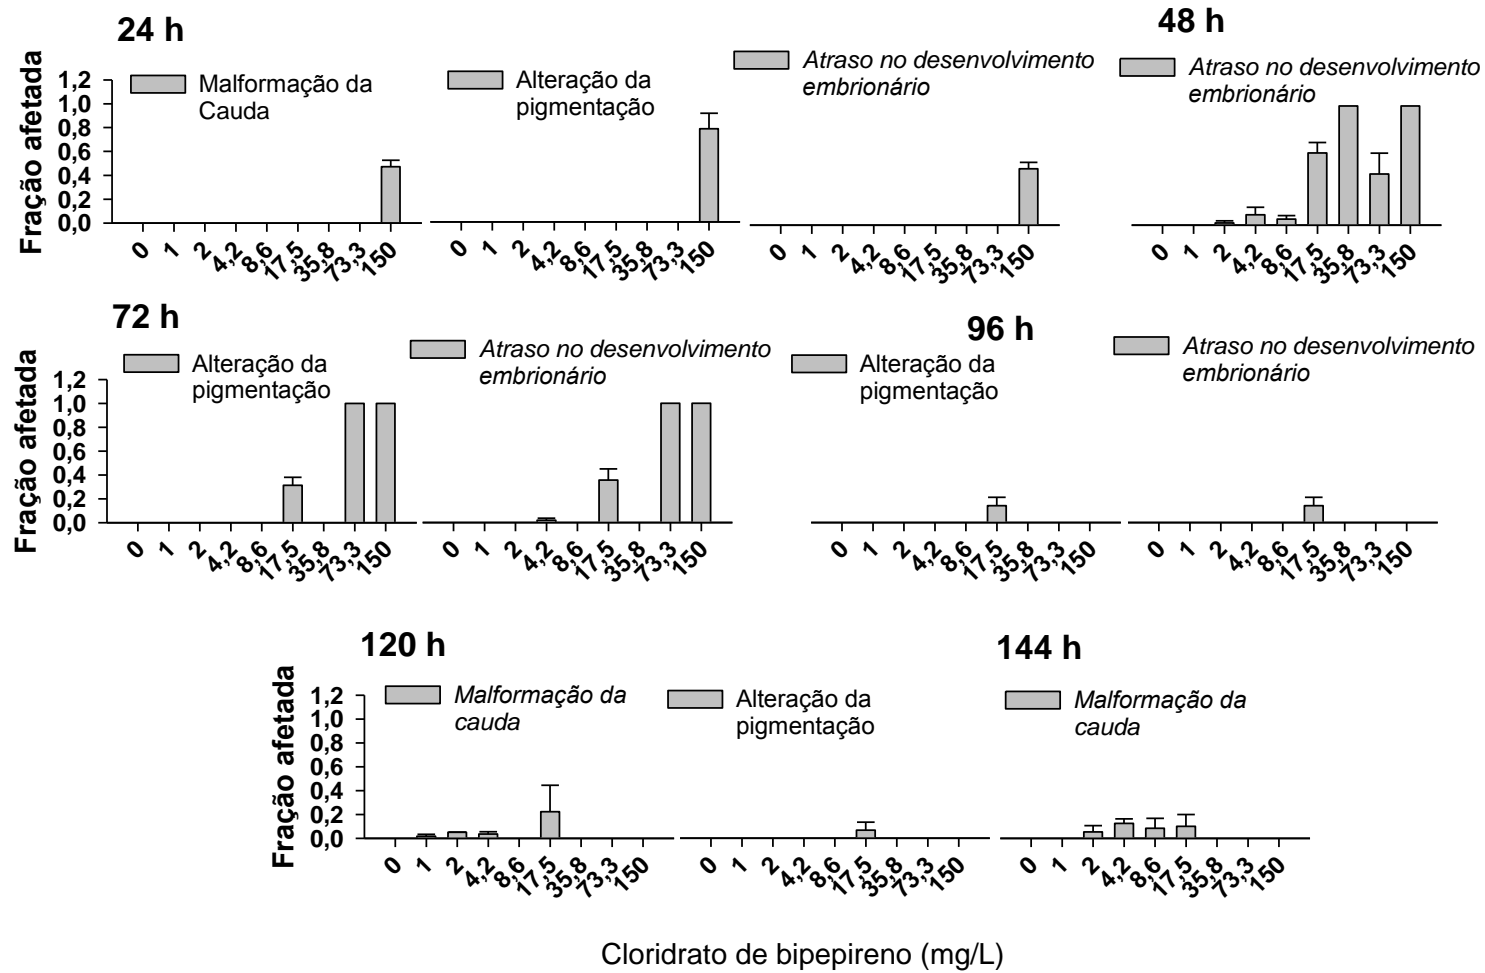 24 h
48 h
Fração afetada
1,2
1,0
0,8
0,6
0,4
0,2
0,0
Malformação da
Cauda
0 1 2 4,2 8,6 17,5 35,8 73,3 150
Alteração da
pigmentação
0 1 2 4,2 8,6 17,5 35,8 73,3 150
Atraso no desenvolvimento
embrionário
0 1 2 4,2 8,6 17,5 35,8 73,3 150
Atraso no desenvolvimento
embrionário
0 1 2 4,2 8,6 17,5 35,8 73,3 150
72 h
96 h
Fração afetada
1,2
1,0
0,8
0,6
0,4
0,2
0,0
Alteração da
pigmentação
0 1 2 4,2 8,6 17,5 35,8 73,3 150
Atraso no desenvolvimento
embrionário
0 1 2 4,2 8,6 17,5 35,8 73,3 150
Alteração da
pigmentação
0 1 2 4,2 8,6 17,5 35,8 73,3 150
Atraso no desenvolvimento
embrionário
0 1 2 4,2 8,6 17,5 35,8 73,3 150
120 h
144 h
Fração afetada
1,2
1,0
0,8
0,6
0,4
0,2
0,0
Malformação da
cauda
0 1 2 4,2 8,6 17,5 35,8 73,3 150
Alteração da
pigmentação
0 1 2 4,2 8,6 17,5 35,8 73,3 150
Malformação da
cauda
0 1 2 4,2 8,6 17,5 35,8 73,3 150
Cloridrato de bipepireno (mg/L)